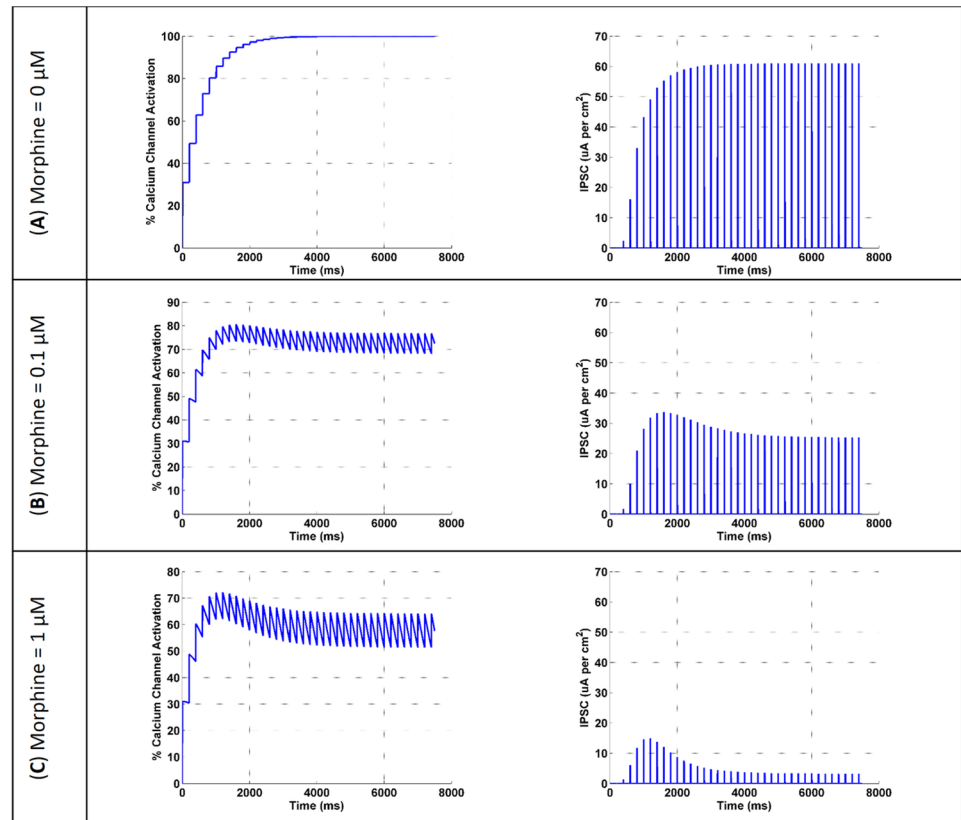 (A) Morphine = 0 µM
% Calcium Channel Activation
100
80
60
40
20
0
0 2000 4000 6000 8000
Time (ms)
IPSC (uA per cm²)
70
60
50
40
30
20
10
0
0 2000 4000 6000 8000
Time (ms)
(B) Morphine = 0.1 µM
% Calcium Channel Activation
90
80
70
60
50
40
30
20
10
0
0 2000 4000 6000 8000
Time (ms)
IPSC (uA per cm²)
70
60
50
40
30
20
10
0
0 2000 4000 6000 8000
Time (ms)
(C) Morphine = 1 µM
% Calcium Channel Activation
80
70
60
50
40
30
20
10
0
0 2000 4000 6000 8000
Time (ms)
IPSC (uA per cm²)
70
60
50
40
30
20
10
0
0 2000 4000 6000 8000
Time (ms)